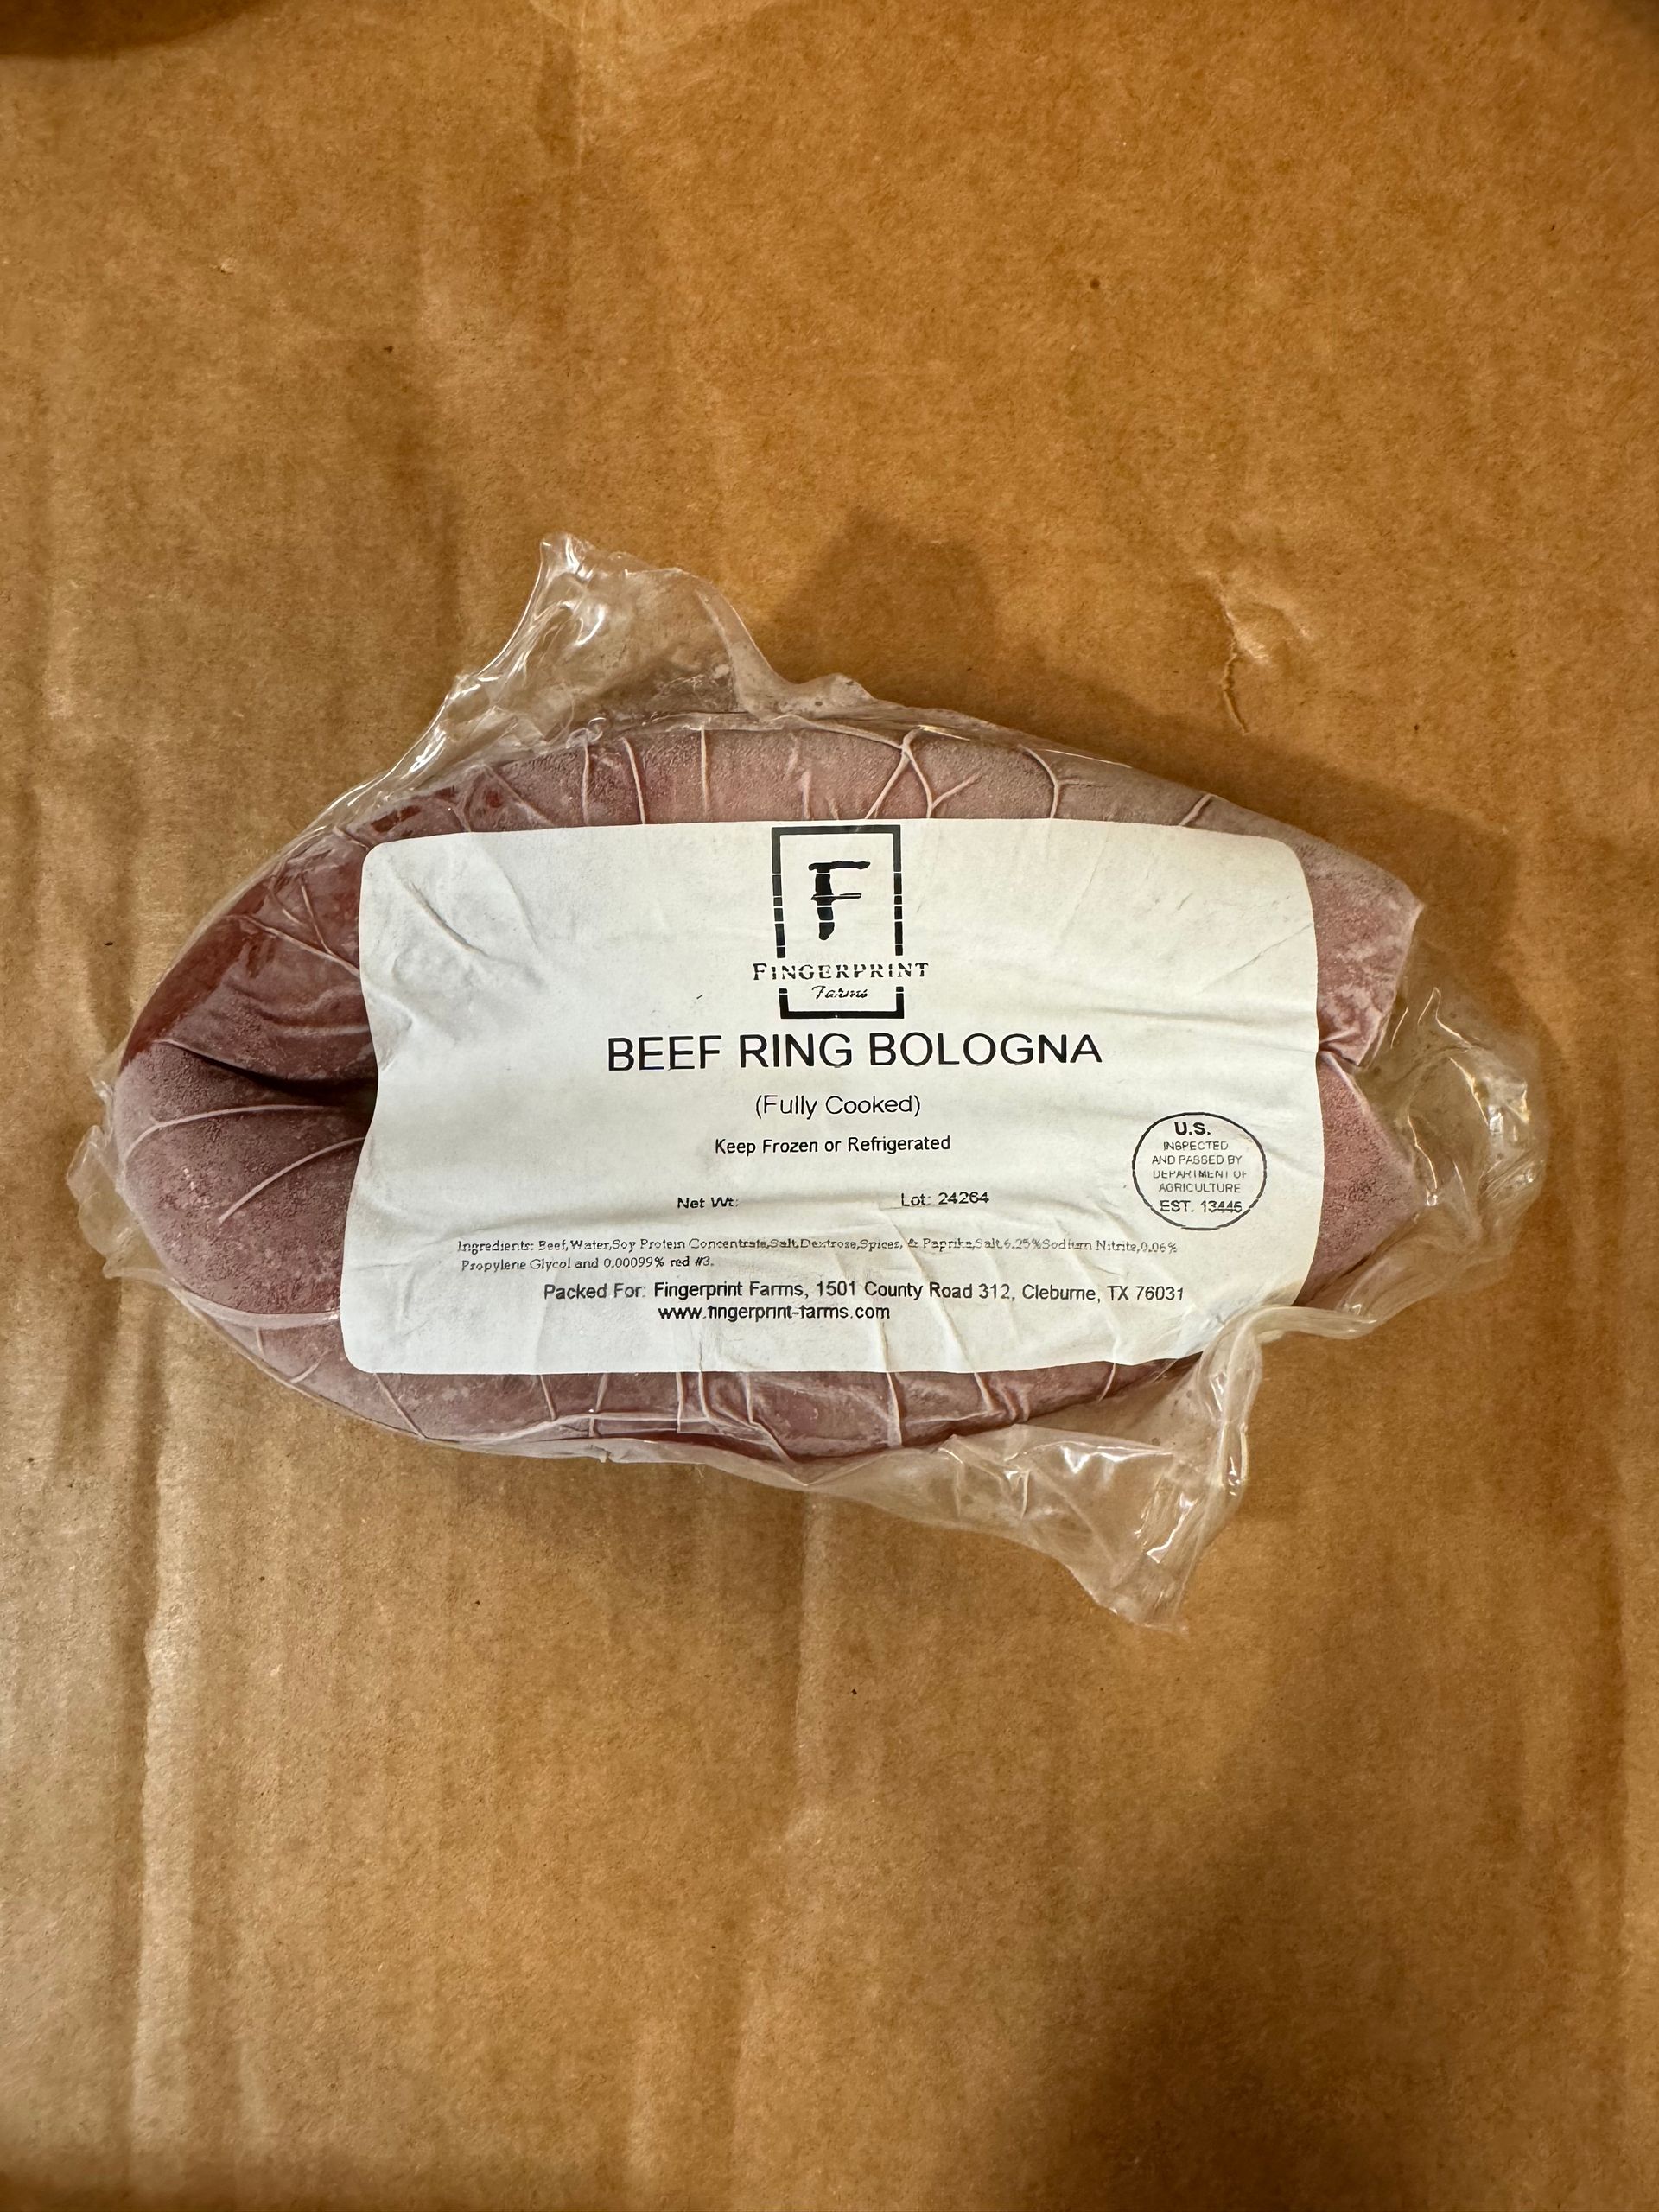 F
FINGERPRINT
Farms
BEEF RING BOLOGNA
(Fully Cooked)
Keep Frozen or Refrigerated
Net Wt:
Lot: 24264
U.S.
INSPECTED
AND PASSED BY
DEPARTMENT OF
AGRICULTURE
EST. 13446
Ingredients: Beef,Water,Soy Protein Concentrate,Salt,Dextrose,Spices, & Paprika,Salt,6.25%Sodium Nitrite,0.06%
Propylene Glycol and 0.00099% red #3.
Packed For: Fingerprint Farms, 1501 County Road 312, Cleburne, TX 76031
www.fingerprint-farms.com